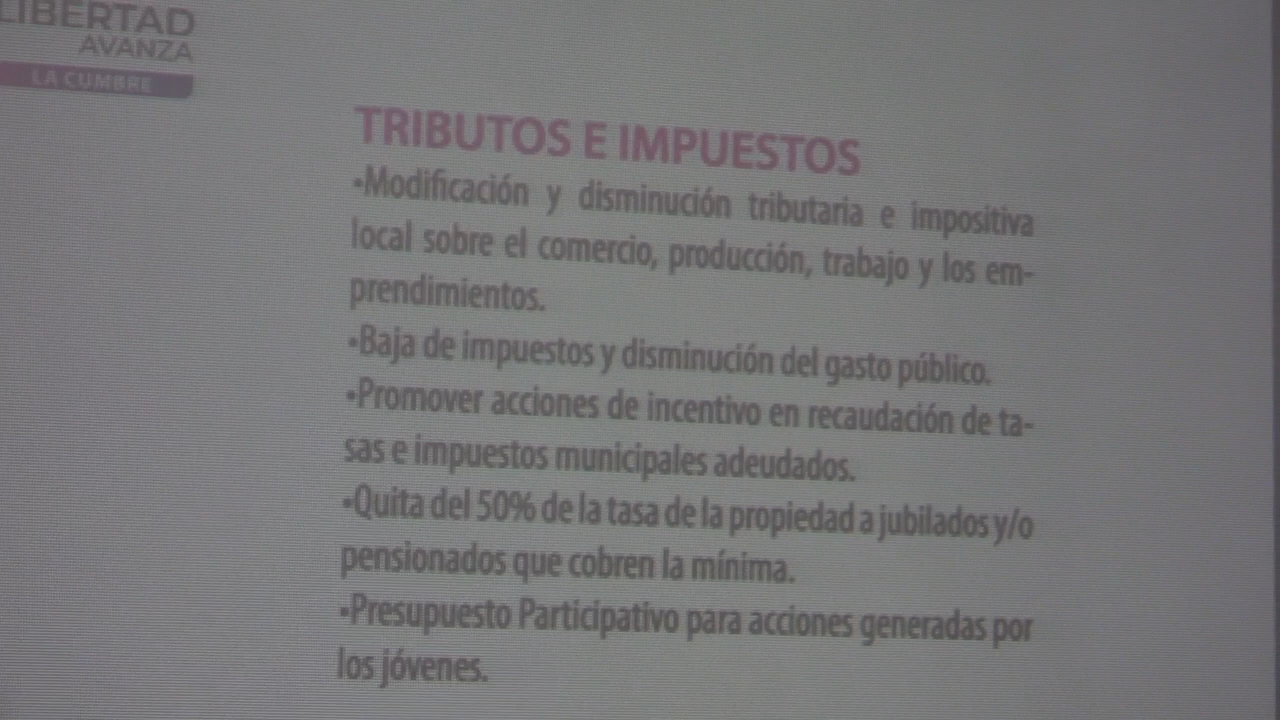 LIBERTAD
AVANZA
LA CUMBRE
TRIBUTOS E IMPUESTOS
•Modificación y disminución tributaria e impositiva
local sobre el comercio, producción, trabajo y los em-
prendimientos.
•Baja de impuestos y disminución del gasto público.
•Promover acciones de incentivo en recaudación de ta-
sas e impuestos municipales adeudados.
•Quita del 50% de la tasa de la propiedad a jubilados y/o
pensionados que cobren la mínima.
•Presupuesto Participativo para acciones generadas por
los jóvenes.